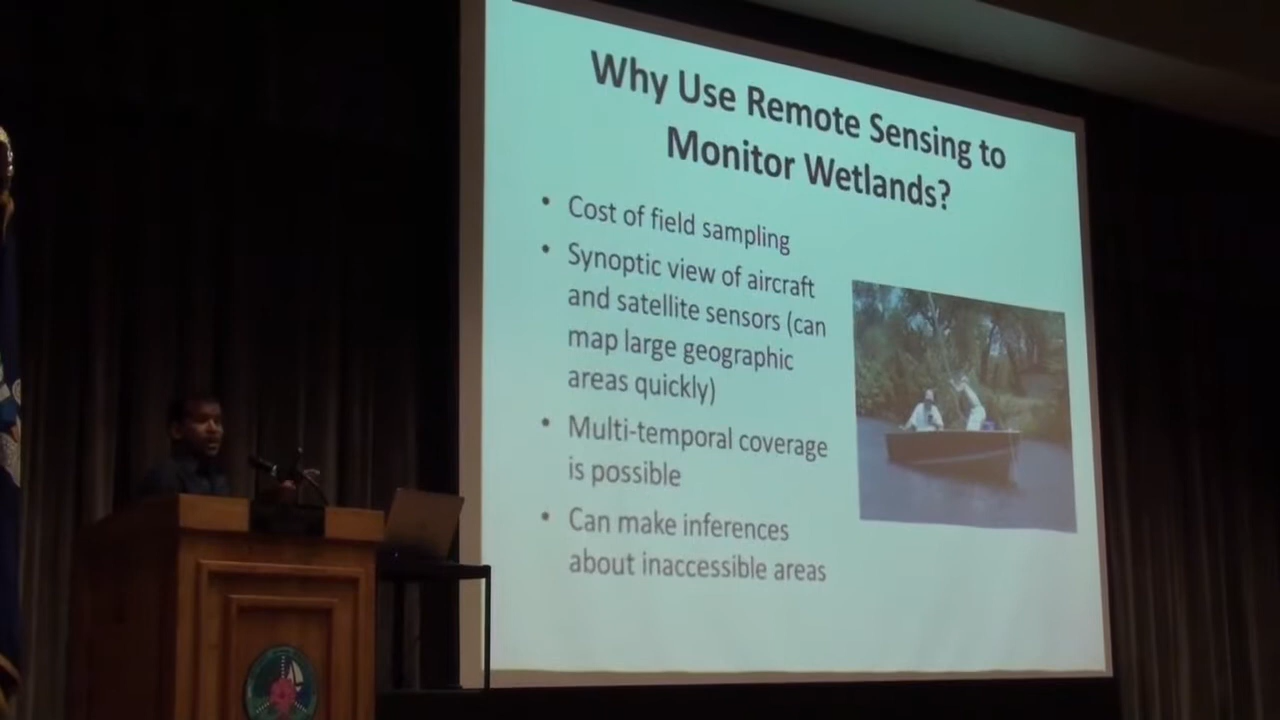 Why Use Remote Sensing to
Monitor Wetlands?
• Cost of field sampling
• Synoptic view of aircraft
and satellite sensors (can
map large geographic
areas quickly)
• Multi-temporal coverage
is possible
• Can make inferences
about inaccessible areas